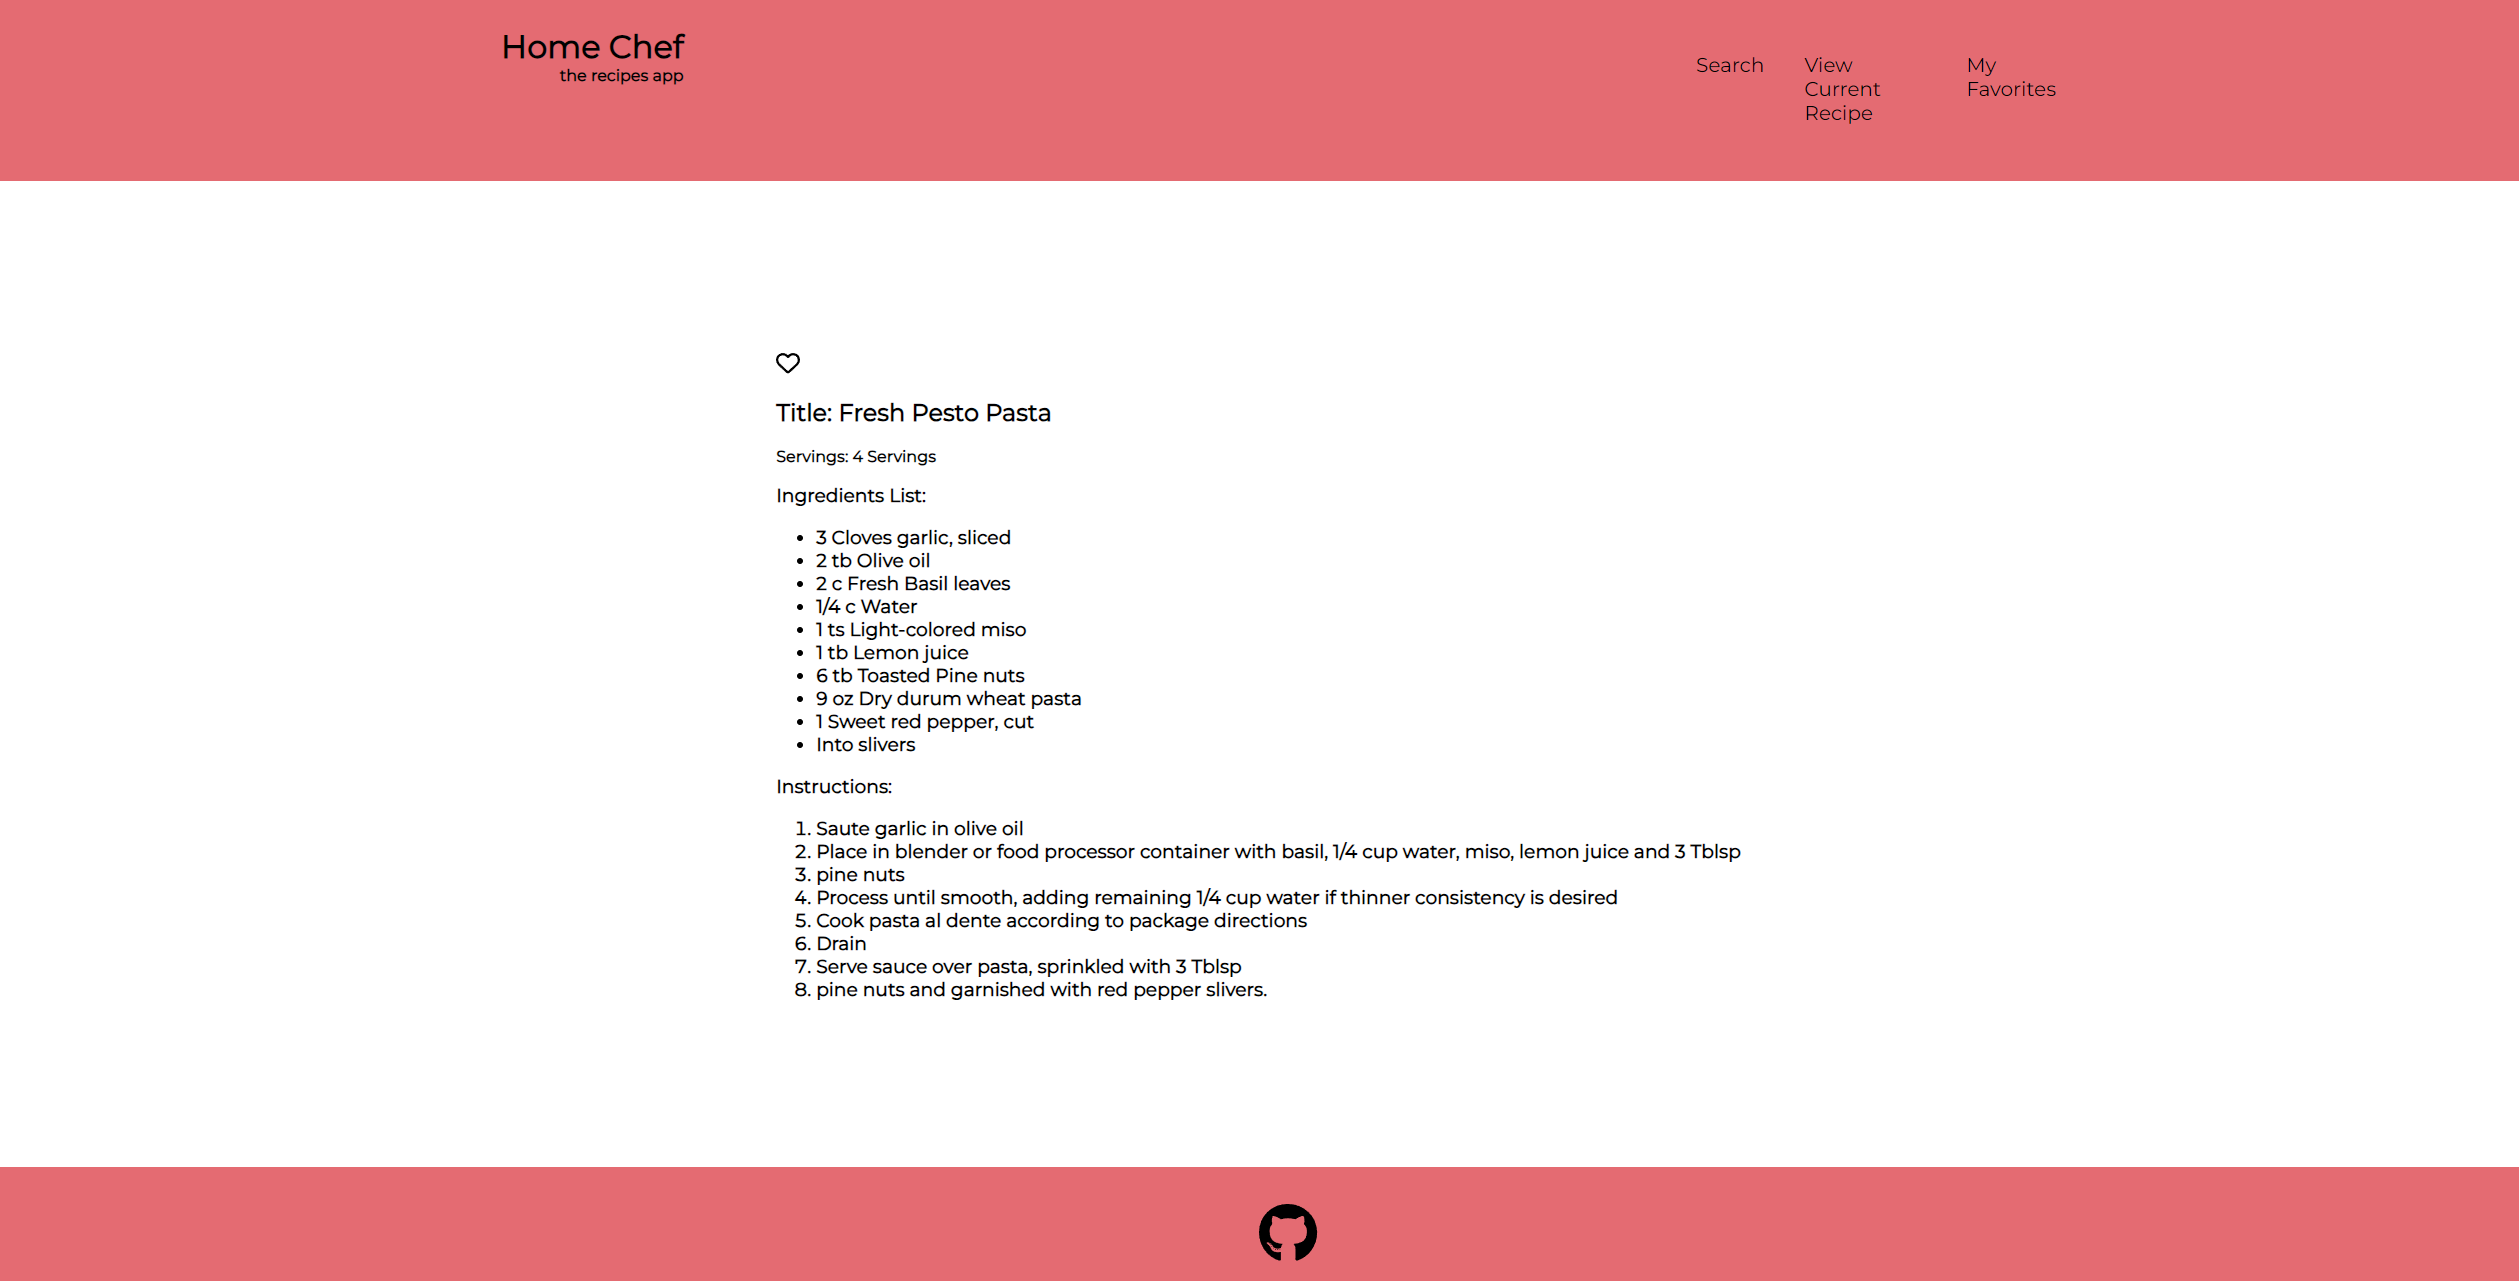 Home Chef
the recipes app
Search
View
Current
Recipe
My
Favorites
Title: Fresh Pesto Pasta
Servings: 4 Servings
Ingredients List:
• 3 Cloves garlic, sliced
• 2 tb Olive oil
• 2 c Fresh Basil leaves
• 1/4 c Water
• 1 ts Light-colored miso
• 1 tb Lemon juice
• 6 tb Toasted Pine nuts
• 9 oz Dry durum wheat pasta
• 1 Sweet red pepper, cut
• Into slivers
Instructions:
1. Saute garlic in olive oil
2. Place in blender or food processor container with basil, 1/4 cup water, miso, lemon juice and 3 Tblsp
3. pine nuts
4. Process until smooth, adding remaining 1/4 cup water if thinner consistency is desired
5. Cook pasta al dente according to package directions
6. Drain
7. Serve sauce over pasta, sprinkled with 3 Tblsp
8. pine nuts and garnished with red pepper slivers.